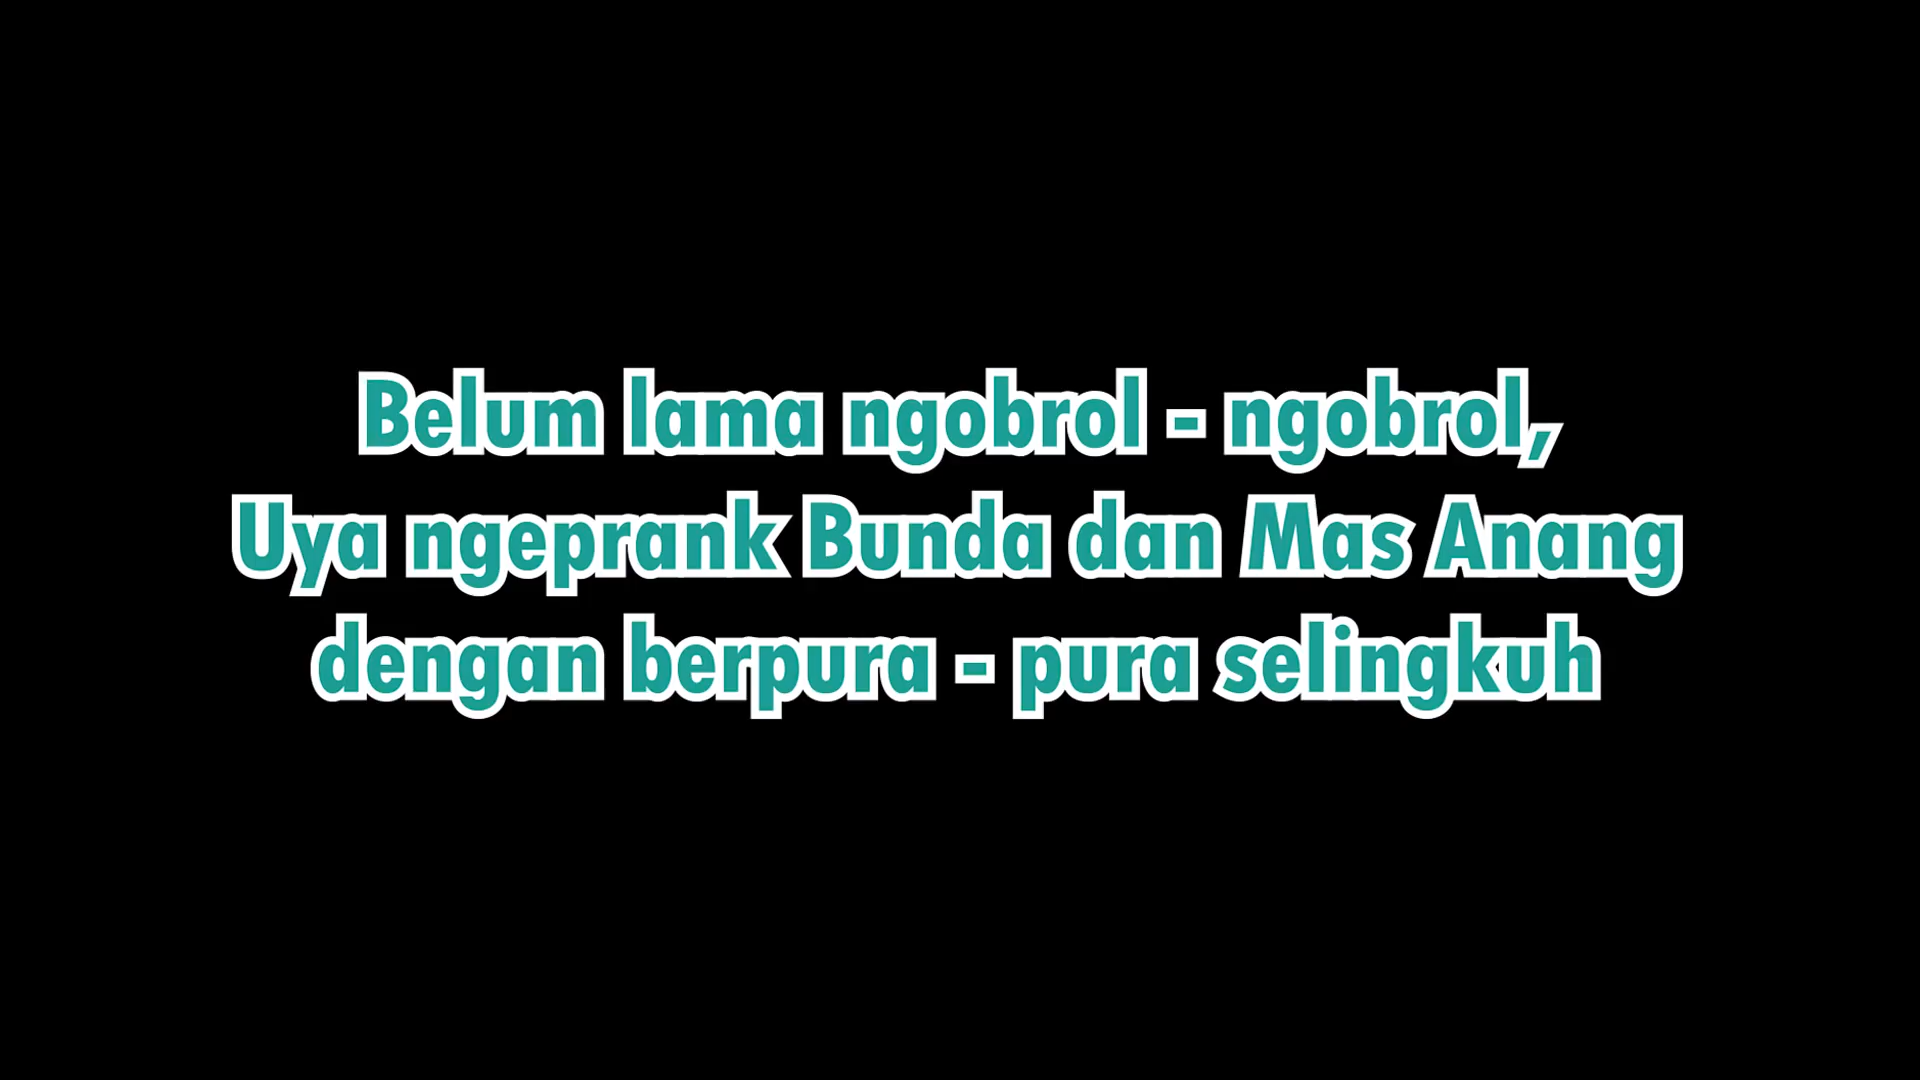 Belum lama ngobrol - ngobrol,
Uya ngeprank Bunda dan Mas Anang
dengan berpura - pura selingkuh